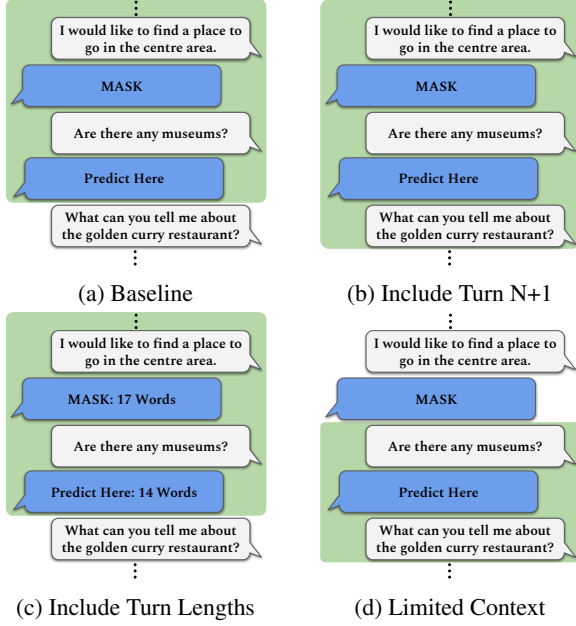 I would like to find a place to
go in the centre area.
MASK
Are there any museums?
Predict Here
What can you tell me about
the golden curry restaurant?
(a) Baseline
I would like to find a place to
go in the centre area.
MASK
Are there any museums?
Predict Here
What can you tell me about
the golden curry restaurant?
(b) Include Turn N+1
I would like to find a place to
go in the centre area.
MASK: 17 Words
Are there any museums?
Predict Here: 14 Words
What can you tell me about
the golden curry restaurant?
(c) Include Turn Lengths
I would like to find a place to
go in the centre area.
MASK
Are there any museums?
Predict Here
What can you tell me about
the golden curry restaurant?
(d) Limited Context